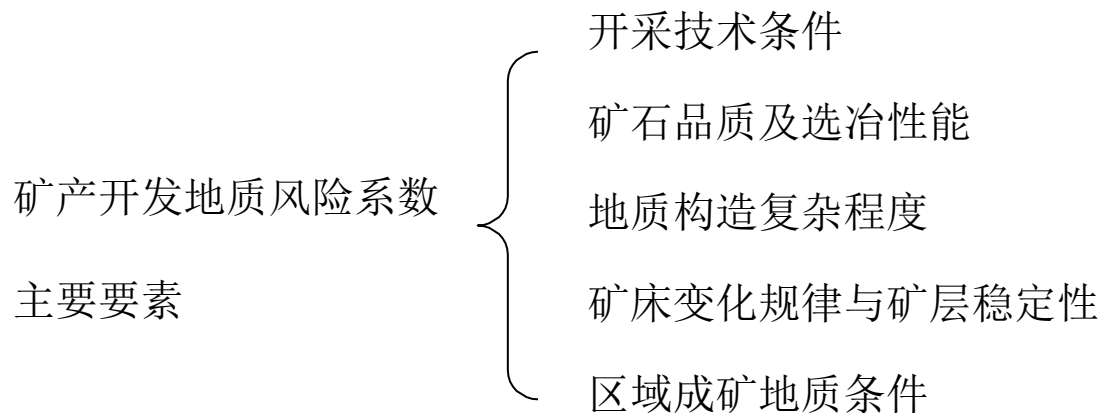 矿产开发地质风险系数
主要要素
开采技术条件
矿石品质及选冶性能
地质构造复杂程度
矿床变化规律与矿层稳定性
区域成矿地质条件